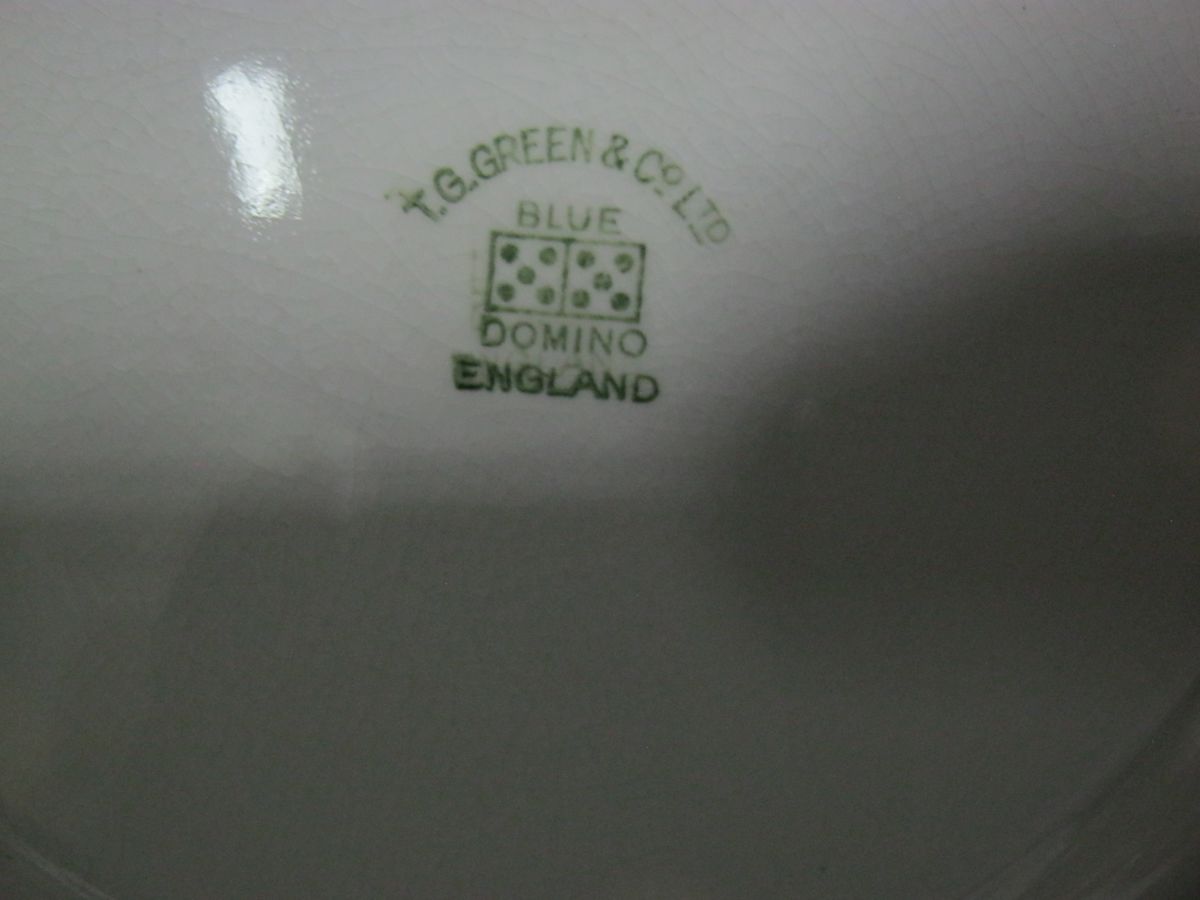 T.G.GREEN & Co LTD
BLUE
DOMINO
ENGLAND